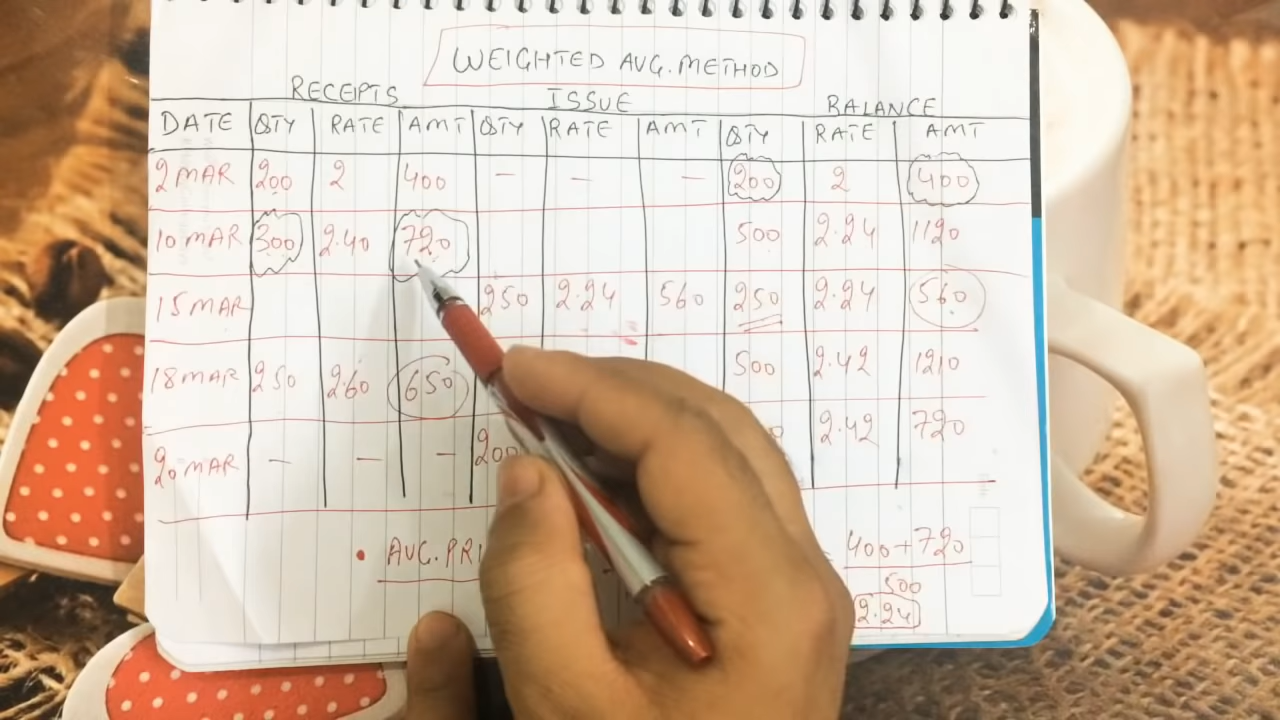 WEIGHTED AVG. METHOD
RECEIPTS ISSUE BALANCE
DATE QTY RATE AMT QTY RATE AMT QTY RATE AMT
2 MAR 200 2 400 - - - 200 2 400
10 MAR 300 2.40 720 500 2.24 1120
15 MAR 250 2.24 560 250 2.24 560
18 MAR 250 2.60 650 500 2.42 1210
20 MAR - - - 200 2.42 720
• AVG. PRI 400+720
500
2.24